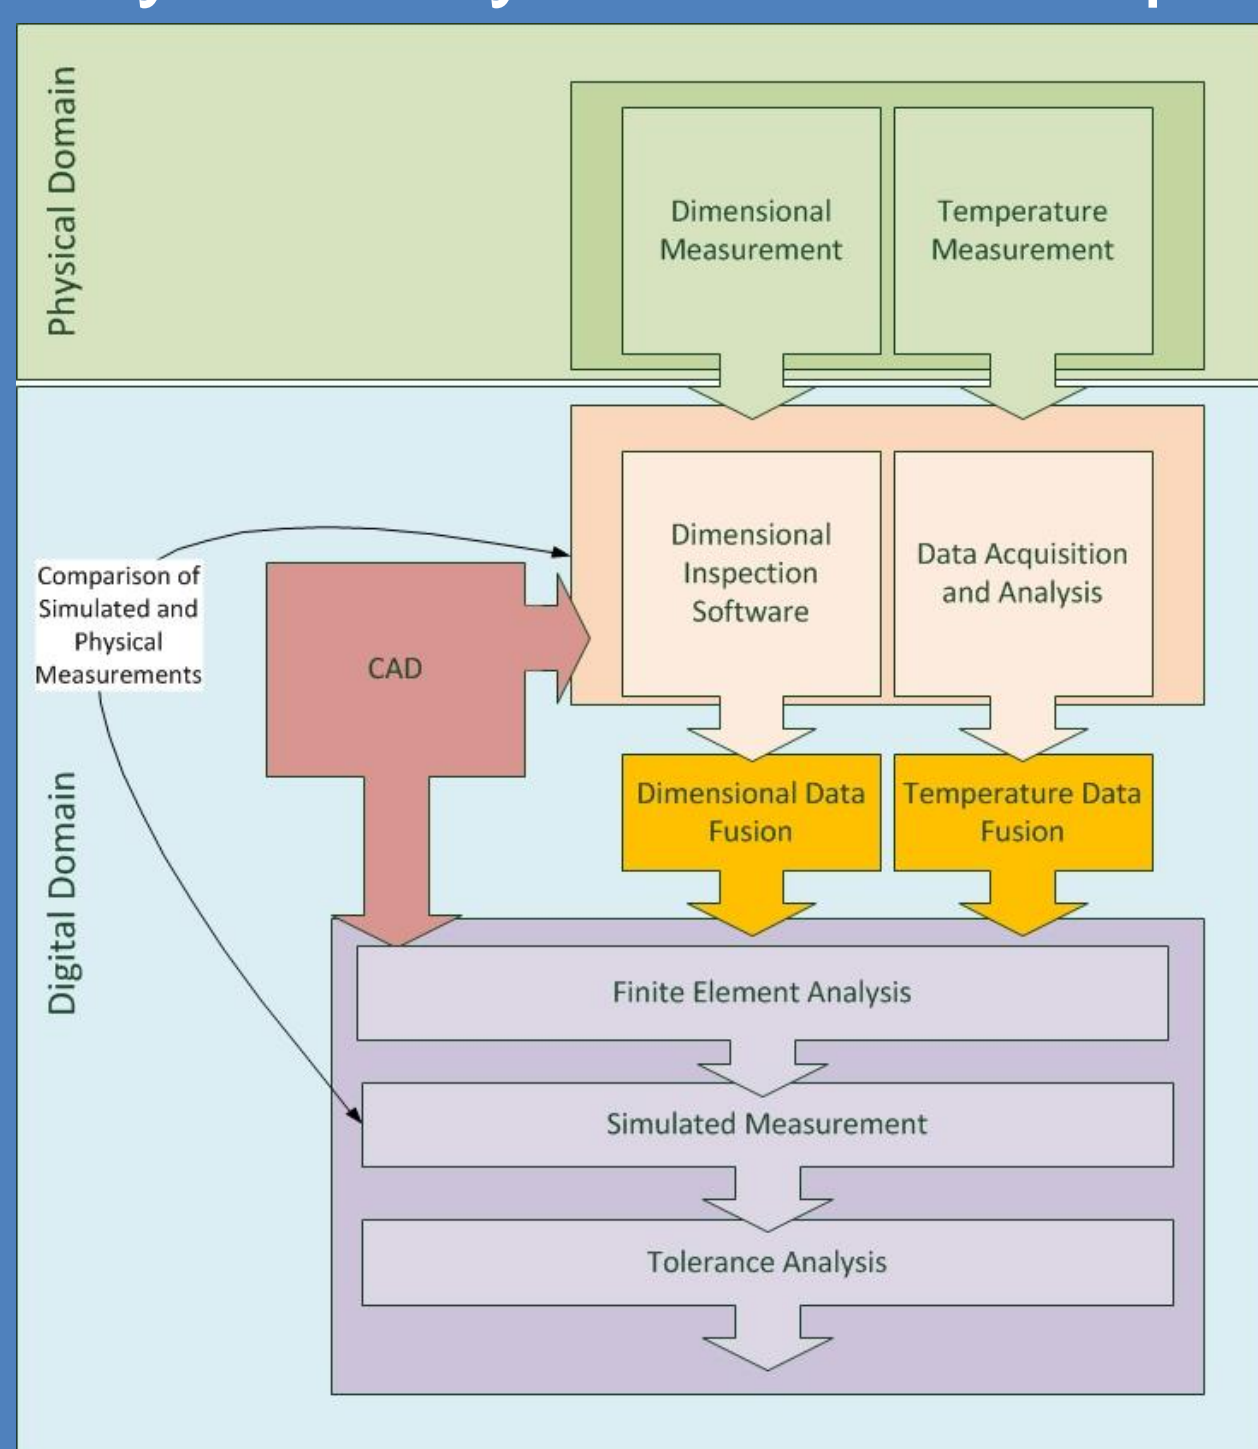 Physical Domain
Dimensional
Measurement
Temperature
Measurement
Dimensional
Inspection
Software
Data Acquisition
and Analysis
Comparison of
Simulated and
Physical
Measurements
CAD
Digital Domain
Dimensional Data
Fusion
Temperature Data
Fusion
Finite Element Analysis
Simulated Measurement
Tolerance Analysis